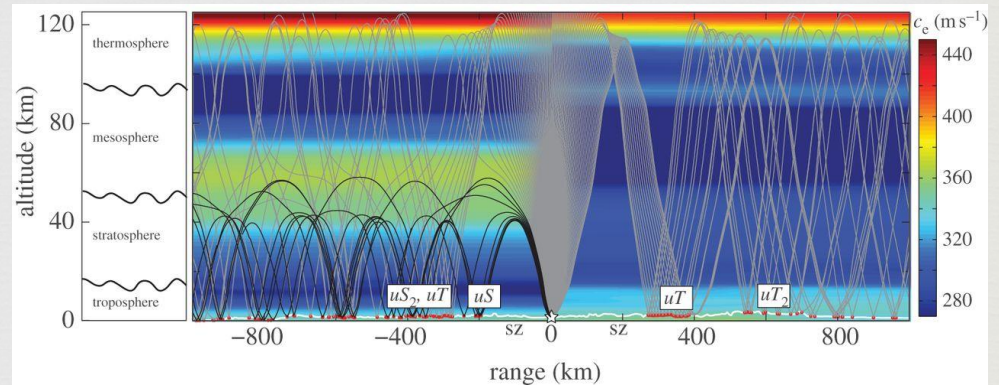 altitude (km)
120
80
40
0
thermosphere
mesosphere
stratosphere
troposphere
uS₂, uT
uS
uT
uT₂
sz
sz
−800
−400
0
400
800
range (km)
cₑ (m s⁻¹)
440
400
360
320
280